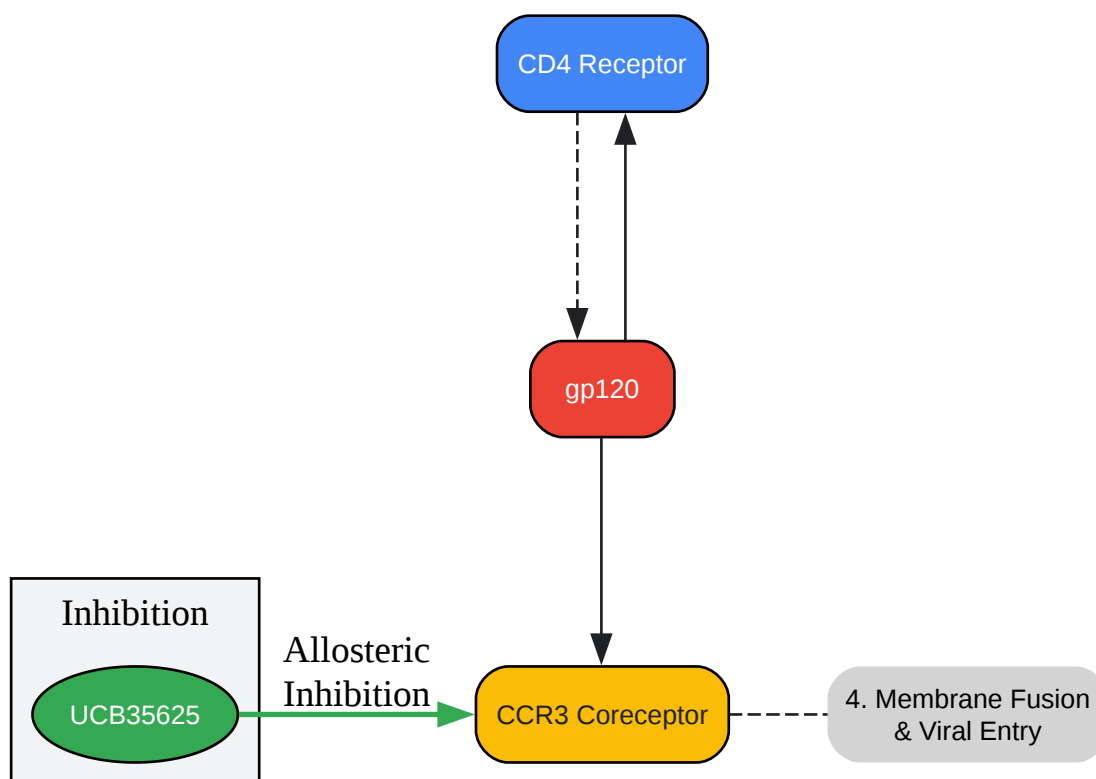 CD4 Receptor
gp120
Inhibition
Allosteric
Inhibition
UCB35625
CCR3 Coreceptor
4. Membrane Fusion
& Viral Entry